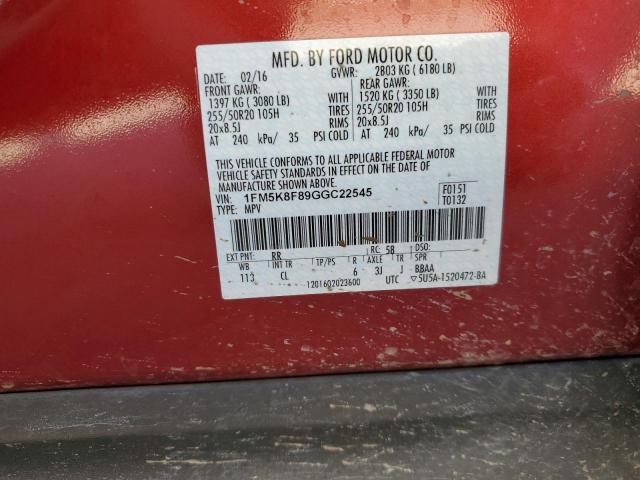 MFD. BY FORD MOTOR CO.
DATE: 02/16 GVWR: 2803 KG ( 6180 LB)
FRONT GAWR: REAR GAWR:
1397 KG ( 3080 LB) WITH 1520 KG ( 3350 LB) WITH
255/50R20 105H TIRES 255/50R20 105H TIRES
20x8.5J RIMS 20x8.5J RIMS
AT 240 kPa/ 35 PSI COLD AT 240 kPa/ 35 PSI COLD
THIS VEHICLE CONFORMS TO ALL APPLICABLE FEDERAL MOTOR
VEHICLE SAFETY STANDARDS IN EFFECT ON THE DATE OF
MANUFACTURE SHOWN ABOVE.
VIN: 1FM5K8F89GGC22545 F0151
TYPE: MPV T0132
EXT PNT: RR RC: 58 DSO:
WB INT TR TP/PS R AXLE TR SPR
113 CL 6 3J J BBAA
1201602023600 UTC ▽5U5A-1520472-BA